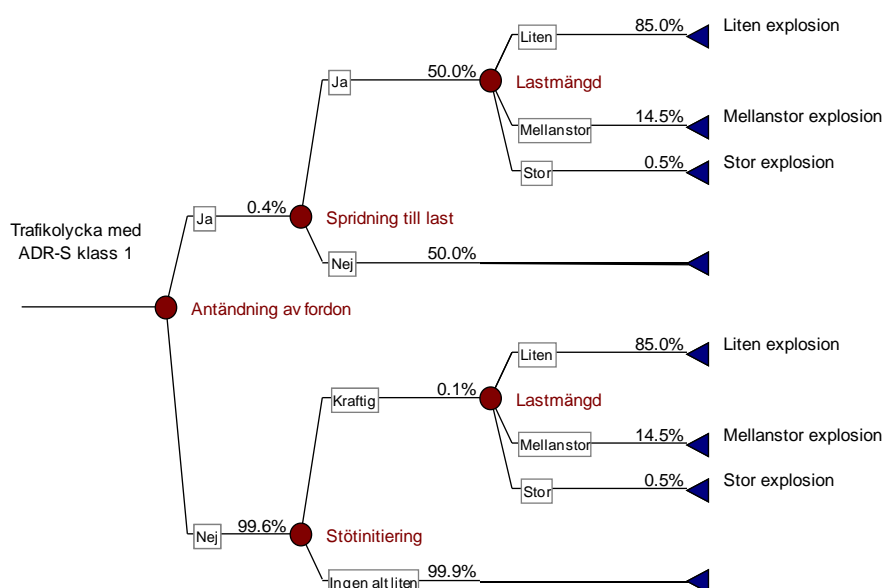 Liten
85.0%
Liten explosion
Ja
50.0%
Lastmängd
Mellanstor
14.5%
Mellanstor explosion
Stor
0.5%
Stor explosion
Ja
0.4%
Spridning till last
Trafikolycka med
ADR-S klass 1
Nej
50.0%
Antändning av fordon
Liten
85.0%
Liten explosion
Kraftig
0.1%
Lastmängd
Mellanstor
14.5%
Mellanstor explosion
Stor
0.5%
Stor explosion
Nej
99.6%
Stötinitiering
Ingen alt liten
99.9%